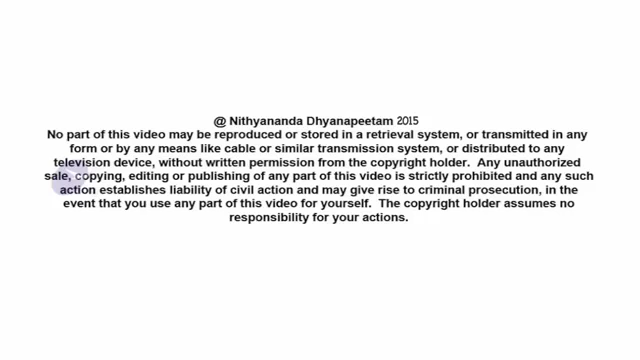 @ Nithyananda Dhyanapeetam 2015
No part of this video may be reproduced or stored in a retrieval system, or transmitted in any
form or by any means like cable or similar transmission system, or distributed to any
television device, without written permission from the copyright holder.  Any unauthorized
sale, copying, editing or publishing of any part of this video is strictly prohibited and any such
action establishes liability of civil action and may give rise to criminal prosecution, in the
event that you use any part of this video for yourself.  The copyright holder assumes no
responsibility for your actions.